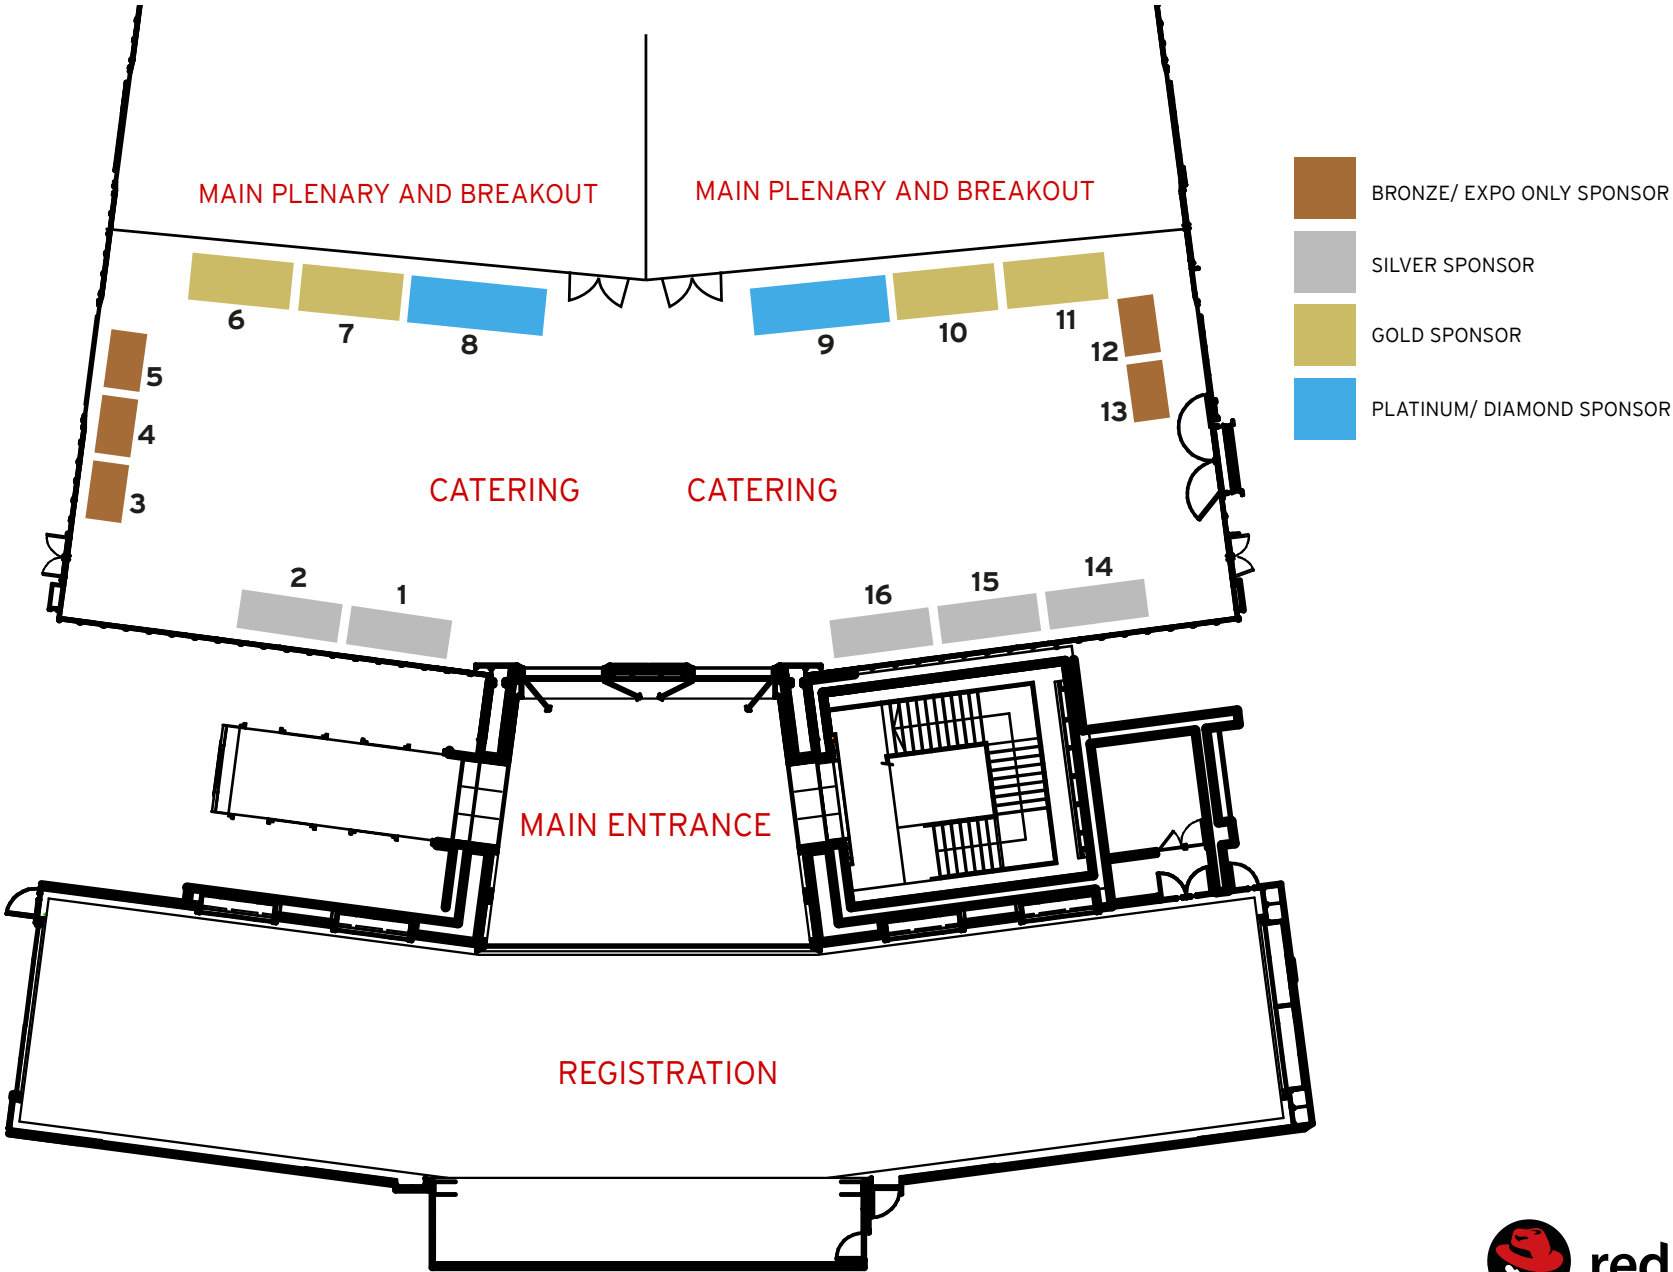 MAIN PLENARY AND BREAKOUT
MAIN PLENARY AND BREAKOUT
BRONZE/ EXPO ONLY SPONSOR
SILVER SPONSOR
GOLD SPONSOR
PLATINUM/ DIAMOND SPONSOR
6
7
8
9
10
11
12
13
5
4
3
CATERING
CATERING
2
1
16
15
14
MAIN ENTRANCE
REGISTRATION
red